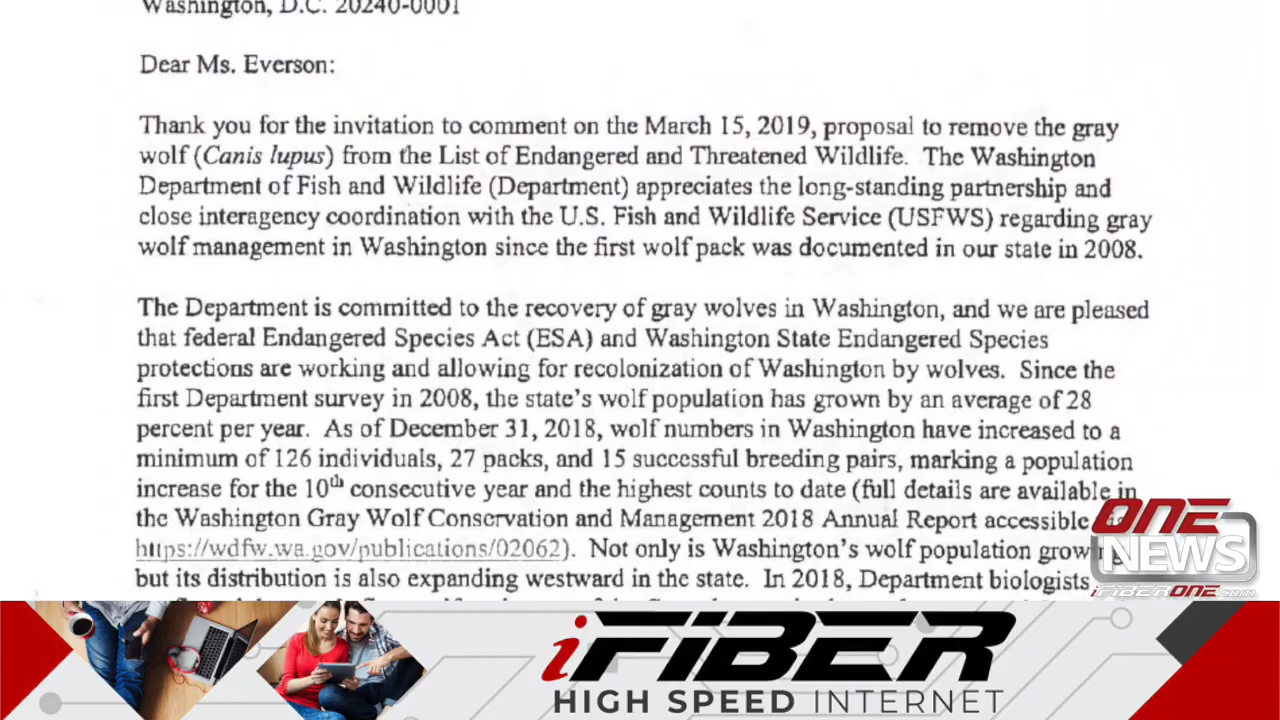 Washington, D.C. 20240-0001
Dear Ms. Everson:
Thank you for the invitation to comment on the March 15, 2019, proposal to remove the gray
wolf (Canis lupus) from the List of Endangered and Threatened Wildlife. The Washington
Department of Fish and Wildlife (Department) appreciates the long-standing partnership and
close interagency coordination with the U.S. Fish and Wildlife Service (USFWS) regarding gray
wolf management in Washington since the first wolf pack was documented in our state in 2008.
The Department is committed to the recovery of gray wolves in Washington, and we are pleased
that federal Endangered Species Act (ESA) and Washington State Endangered Species
protections are working and allowing for recolonization of Washington by wolves. Since the
first Department survey in 2008, the state's wolf population has grown by an average of 28
percent per year. As of December 31, 2018, wolf numbers in Washington have increased to a
minimum of 126 individuals, 27 packs, and 15 successful breeding pairs, marking a population
increase for the 10th consecutive year and the highest counts to date (full details are available in
the Washington Gray Wolf Conservation and Management 2018 Annual Report accessible
https://wdfw.wa.gov/publications/02062). Not only is Washington's wolf population growing
but its distribution is also expanding westward in the state. In 2018, Department biologists
ONE
NEWS
iFIBERONE.com
iFIBER
HIGH SPEED INTERNET